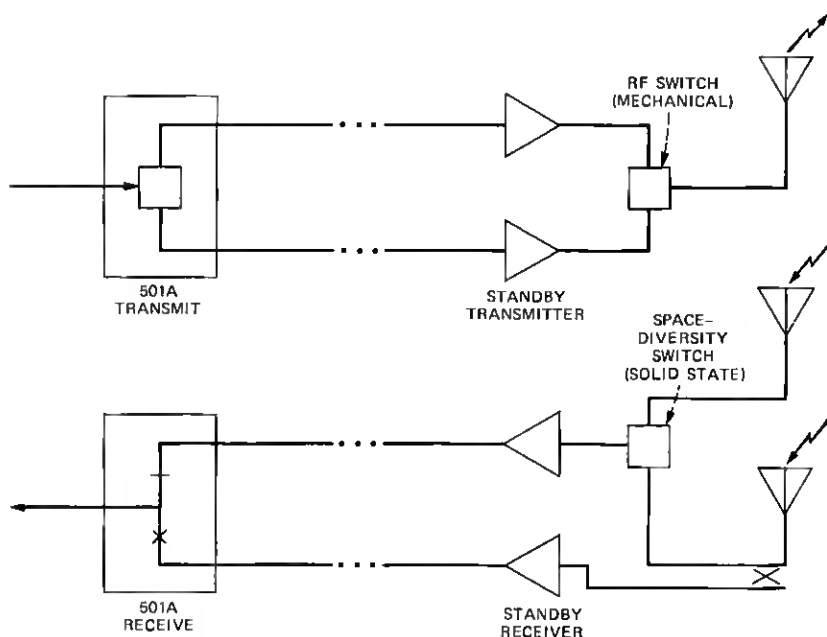 RF SWITCH
(MECHANICAL)
501A
TRANSMIT
STANDBY
TRANSMITTER
SPACE-
DIVERSITY
SWITCH
(SOLID STATE)
501A
RECEIVE
STANDBY
RECEIVER